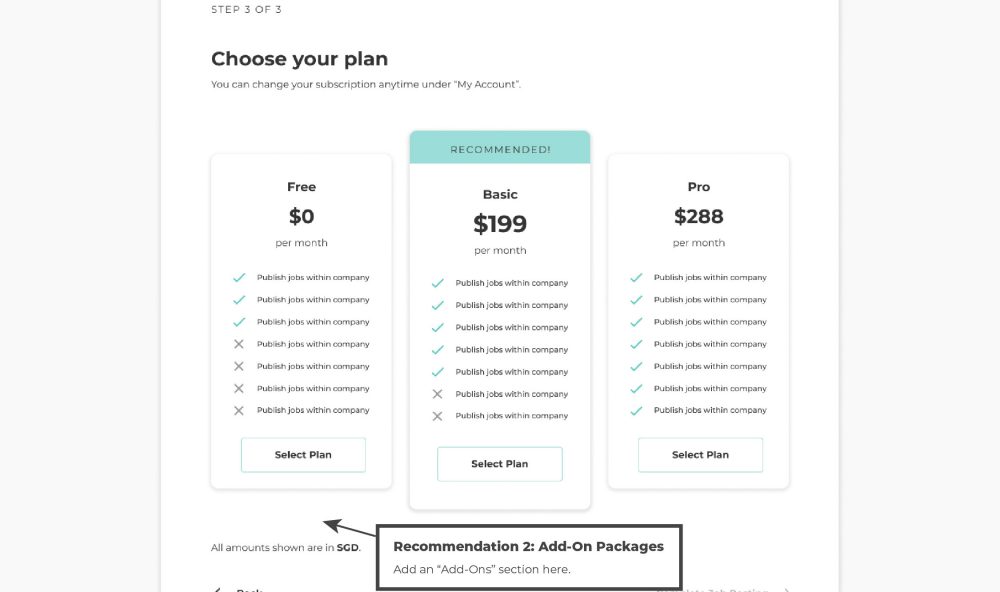 STEP 3 OF 3
Choose your plan
You can change your subscription anytime under “My Account”.
Free
$0
per month
Publish jobs within company
Publish jobs within company
Publish jobs within company
Publish jobs within company
Publish jobs within company
Publish jobs within company
Publish jobs within company
Select Plan
RECOMMENDED!
Basic
$199
per month
Publish jobs within company
Publish jobs within company
Publish jobs within company
Publish jobs within company
Publish jobs within company
Publish jobs within company
Publish jobs within company
Select Plan
Pro
$288
per month
Publish jobs within company
Publish jobs within company
Publish jobs within company
Publish jobs within company
Publish jobs within company
Publish jobs within company
Publish jobs within company
Select Plan
All amounts shown are in SGD.
Recommendation 2: Add-On Packages
Add an “Add-Ons” section here.
Back